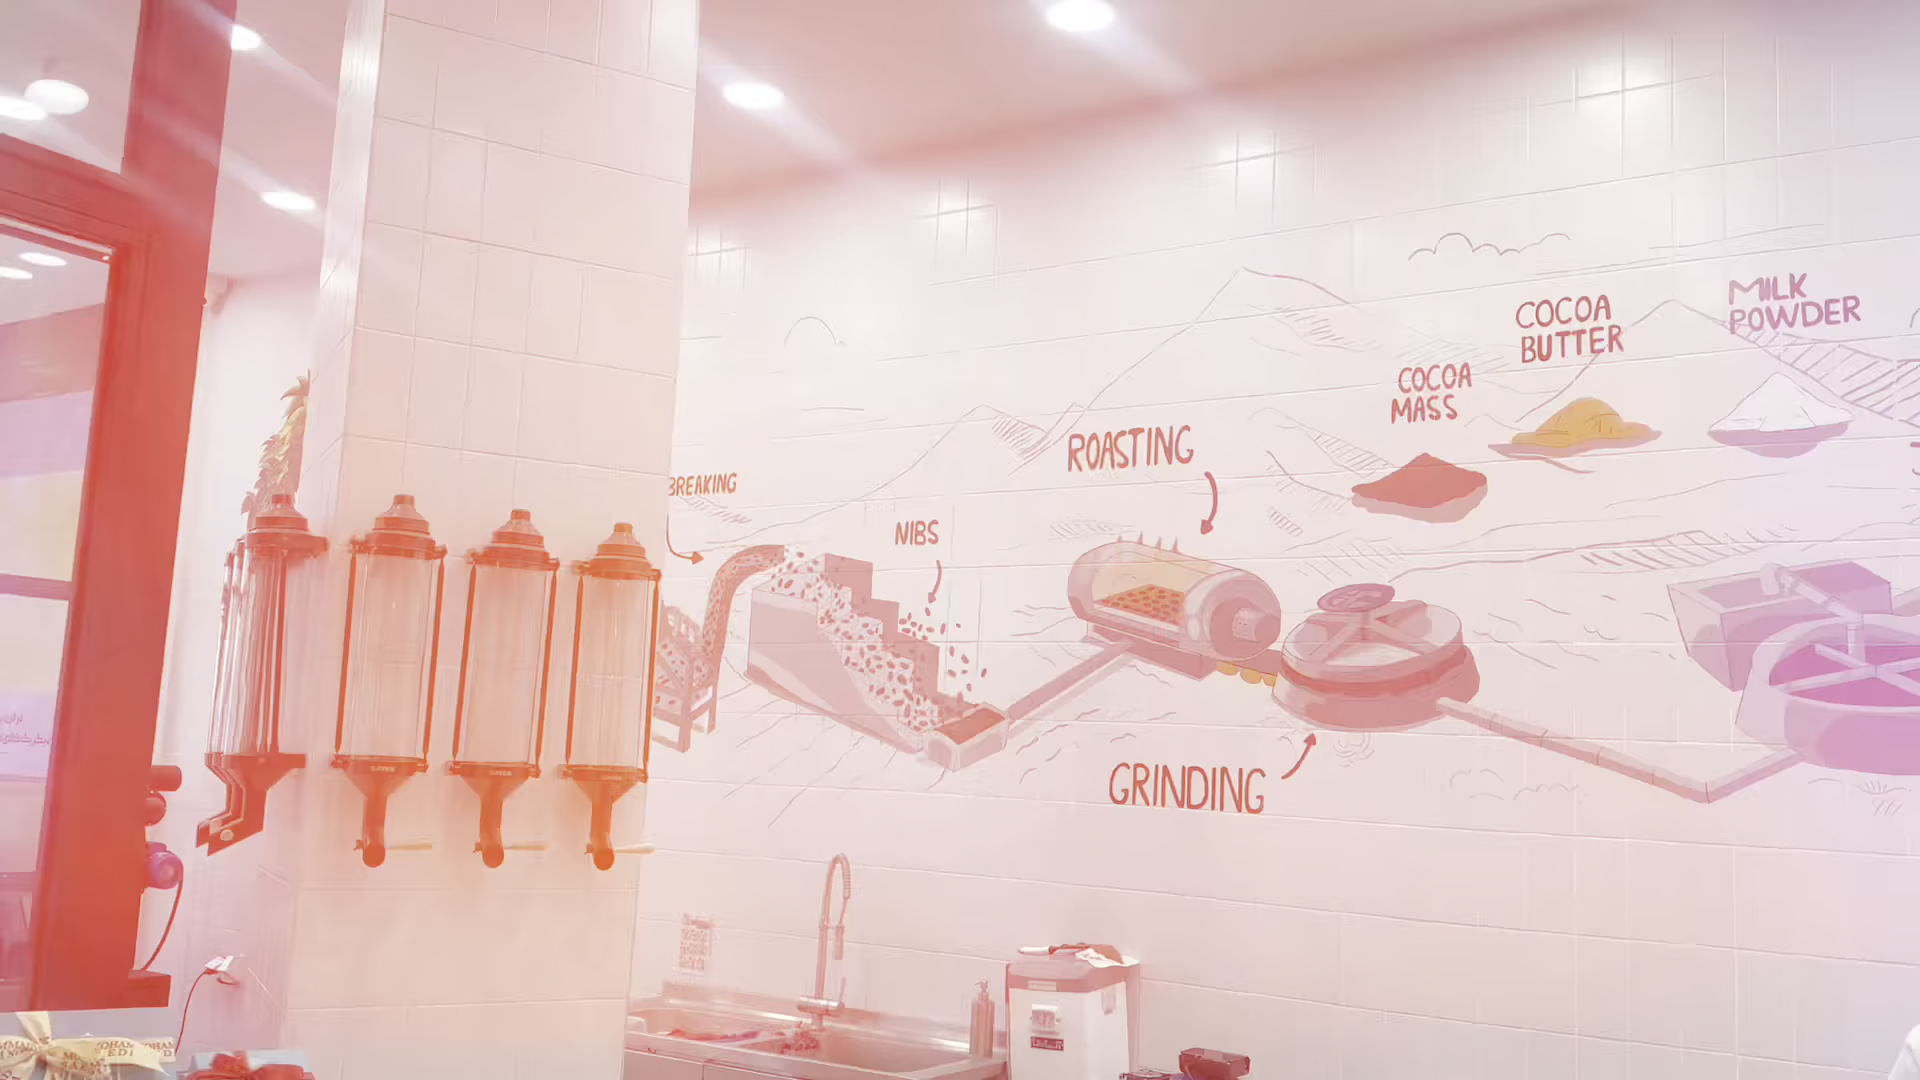 BREAKING
NIBS
ROASTING
GRINDING
COCOA
MASS
COCOA
BUTTER
MILK
POWDER